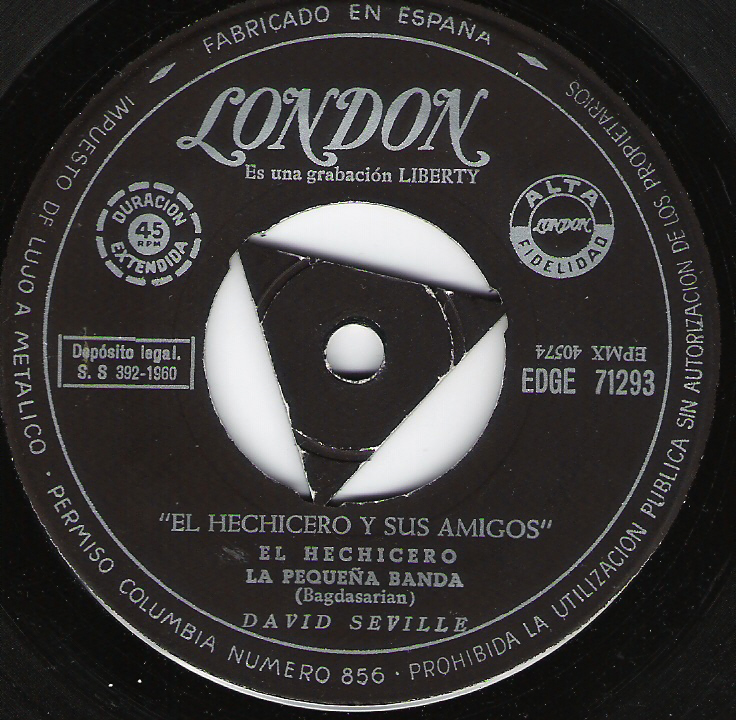 FABRICADO EN ESPAÑA
LONDON
Es una grabación LIBERTY
DURACION
45
RPM
EXTENDIDA
ALTA
LONDON
FIDELIDAD
Depósito legal.
S. S 392-1960
EPMX 40574
EDGE 71293
"EL HECHICERO Y SUS AMIGOS"
EL HECHICERO
LA PEQUEÑA BANDA
(Bagdasarian)
DAVID SEVILLE
IMPUESTO DE LUJO A METALICO · PERMISO COLUMBIA NUMERO 856 · PROHIBIDA LA UTILIZACION PUBLICA SIN AUTORIZACION DE LOS PROPIETARIOS